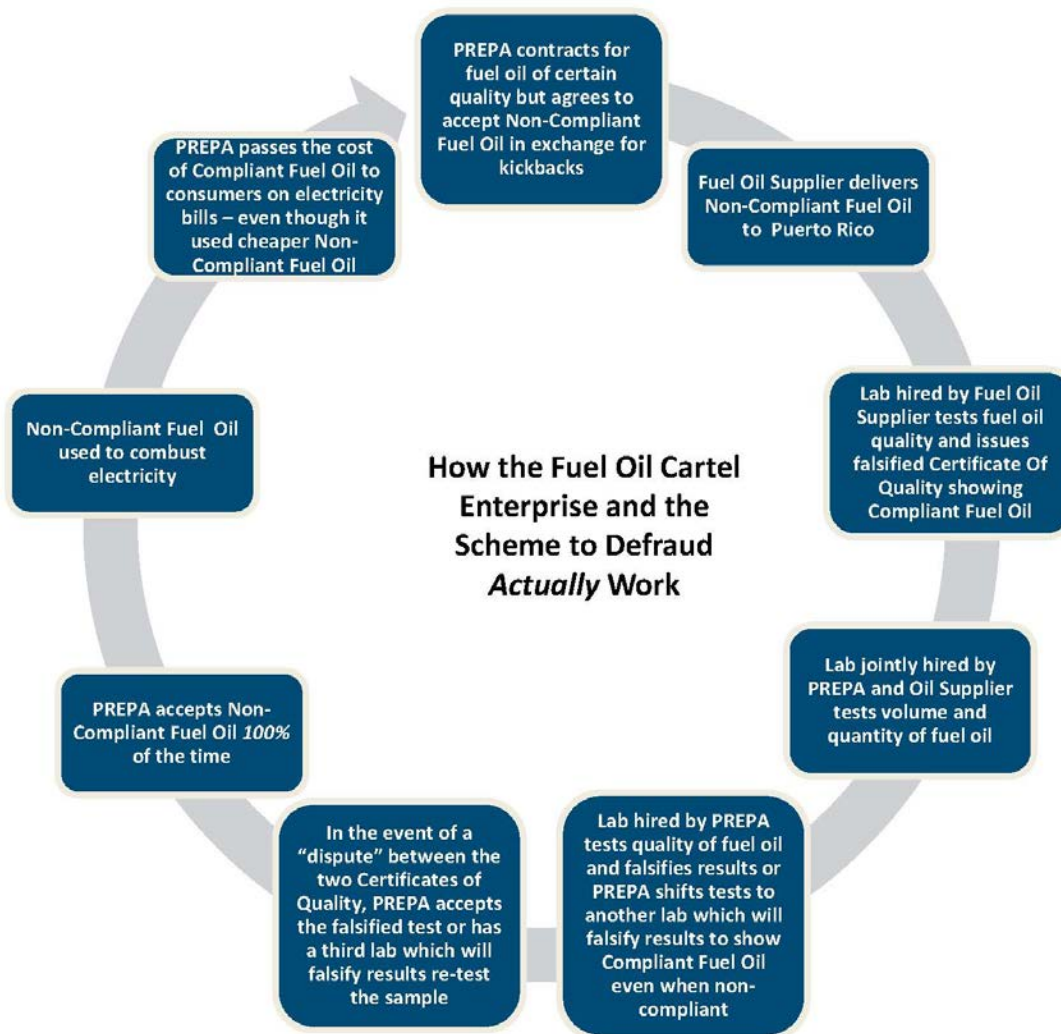 PREPA contracts for
fuel oil of certain
quality but agrees to
accept Non-Compliant
Fuel Oil in exchange for
kickbacks
Fuel Oil Supplier delivers
Non-Compliant Fuel Oil
to Puerto Rico
Lab hired by Fuel Oil
Supplier tests fuel oil
quality and issues
falsified Certificate Of
Quality showing
Compliant Fuel Oil
Lab jointly hired by
PREPA and Oil Supplier
tests volume and
quantity of fuel oil
Lab hired by PREPA
tests quality of fuel oil
and falsifies results or
PREPA shifts tests to
another lab which will
falsify results to show
Compliant Fuel Oil
even when non-
compliant
In the event of a
“dispute” between the
two Certificates of
Quality, PREPA accepts
the falsified test or has
a third lab which will
falsify results re-test
the sample
PREPA accepts Non-
Compliant Fuel Oil 100%
of the time
Non-Compliant Fuel Oil
used to combust
electricity
PREPA passes the cost
of Compliant Fuel Oil to
consumers on electricity
bills – even though it
used cheaper Non-
Compliant Fuel Oil
How the Fuel Oil Cartel
Enterprise and the
Scheme to Defraud
Actually Work